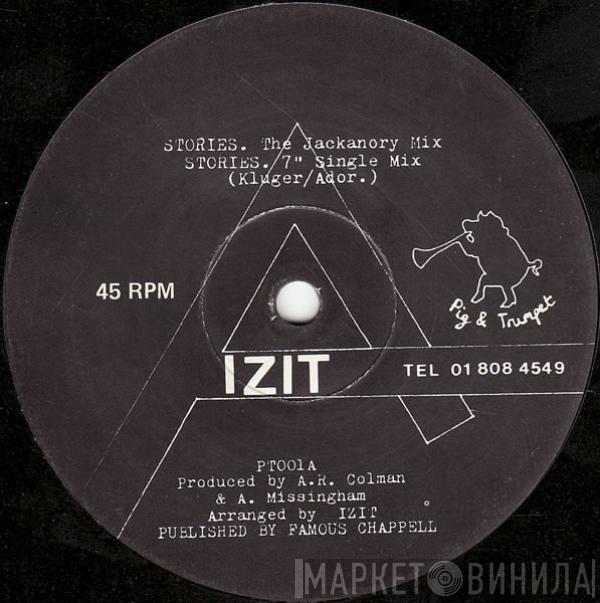 STORIES. The Jackanory Mix
STORIES. 7" Single Mix
(Kluger/Ador.)
45 RPM
Pig & Trumpet
IZIT
TEL 01 808 4549
PT001A
Produced by A.R. Colman
& A. Missingham
Arranged by IZIT
PUBLISHED BY FAMOUS CHAPPELL
МАРКЕТ ВИНИЛА